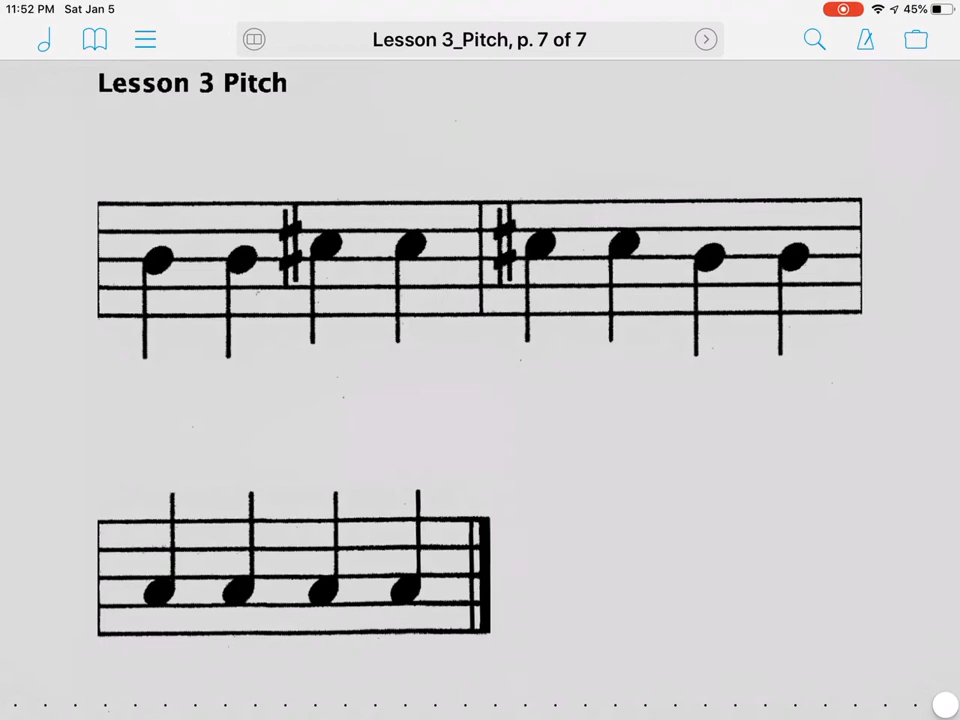 11:52 PM Sat Jan 5
45%
Lesson 3_Pitch, p. 7 of 7
Lesson 3 Pitch